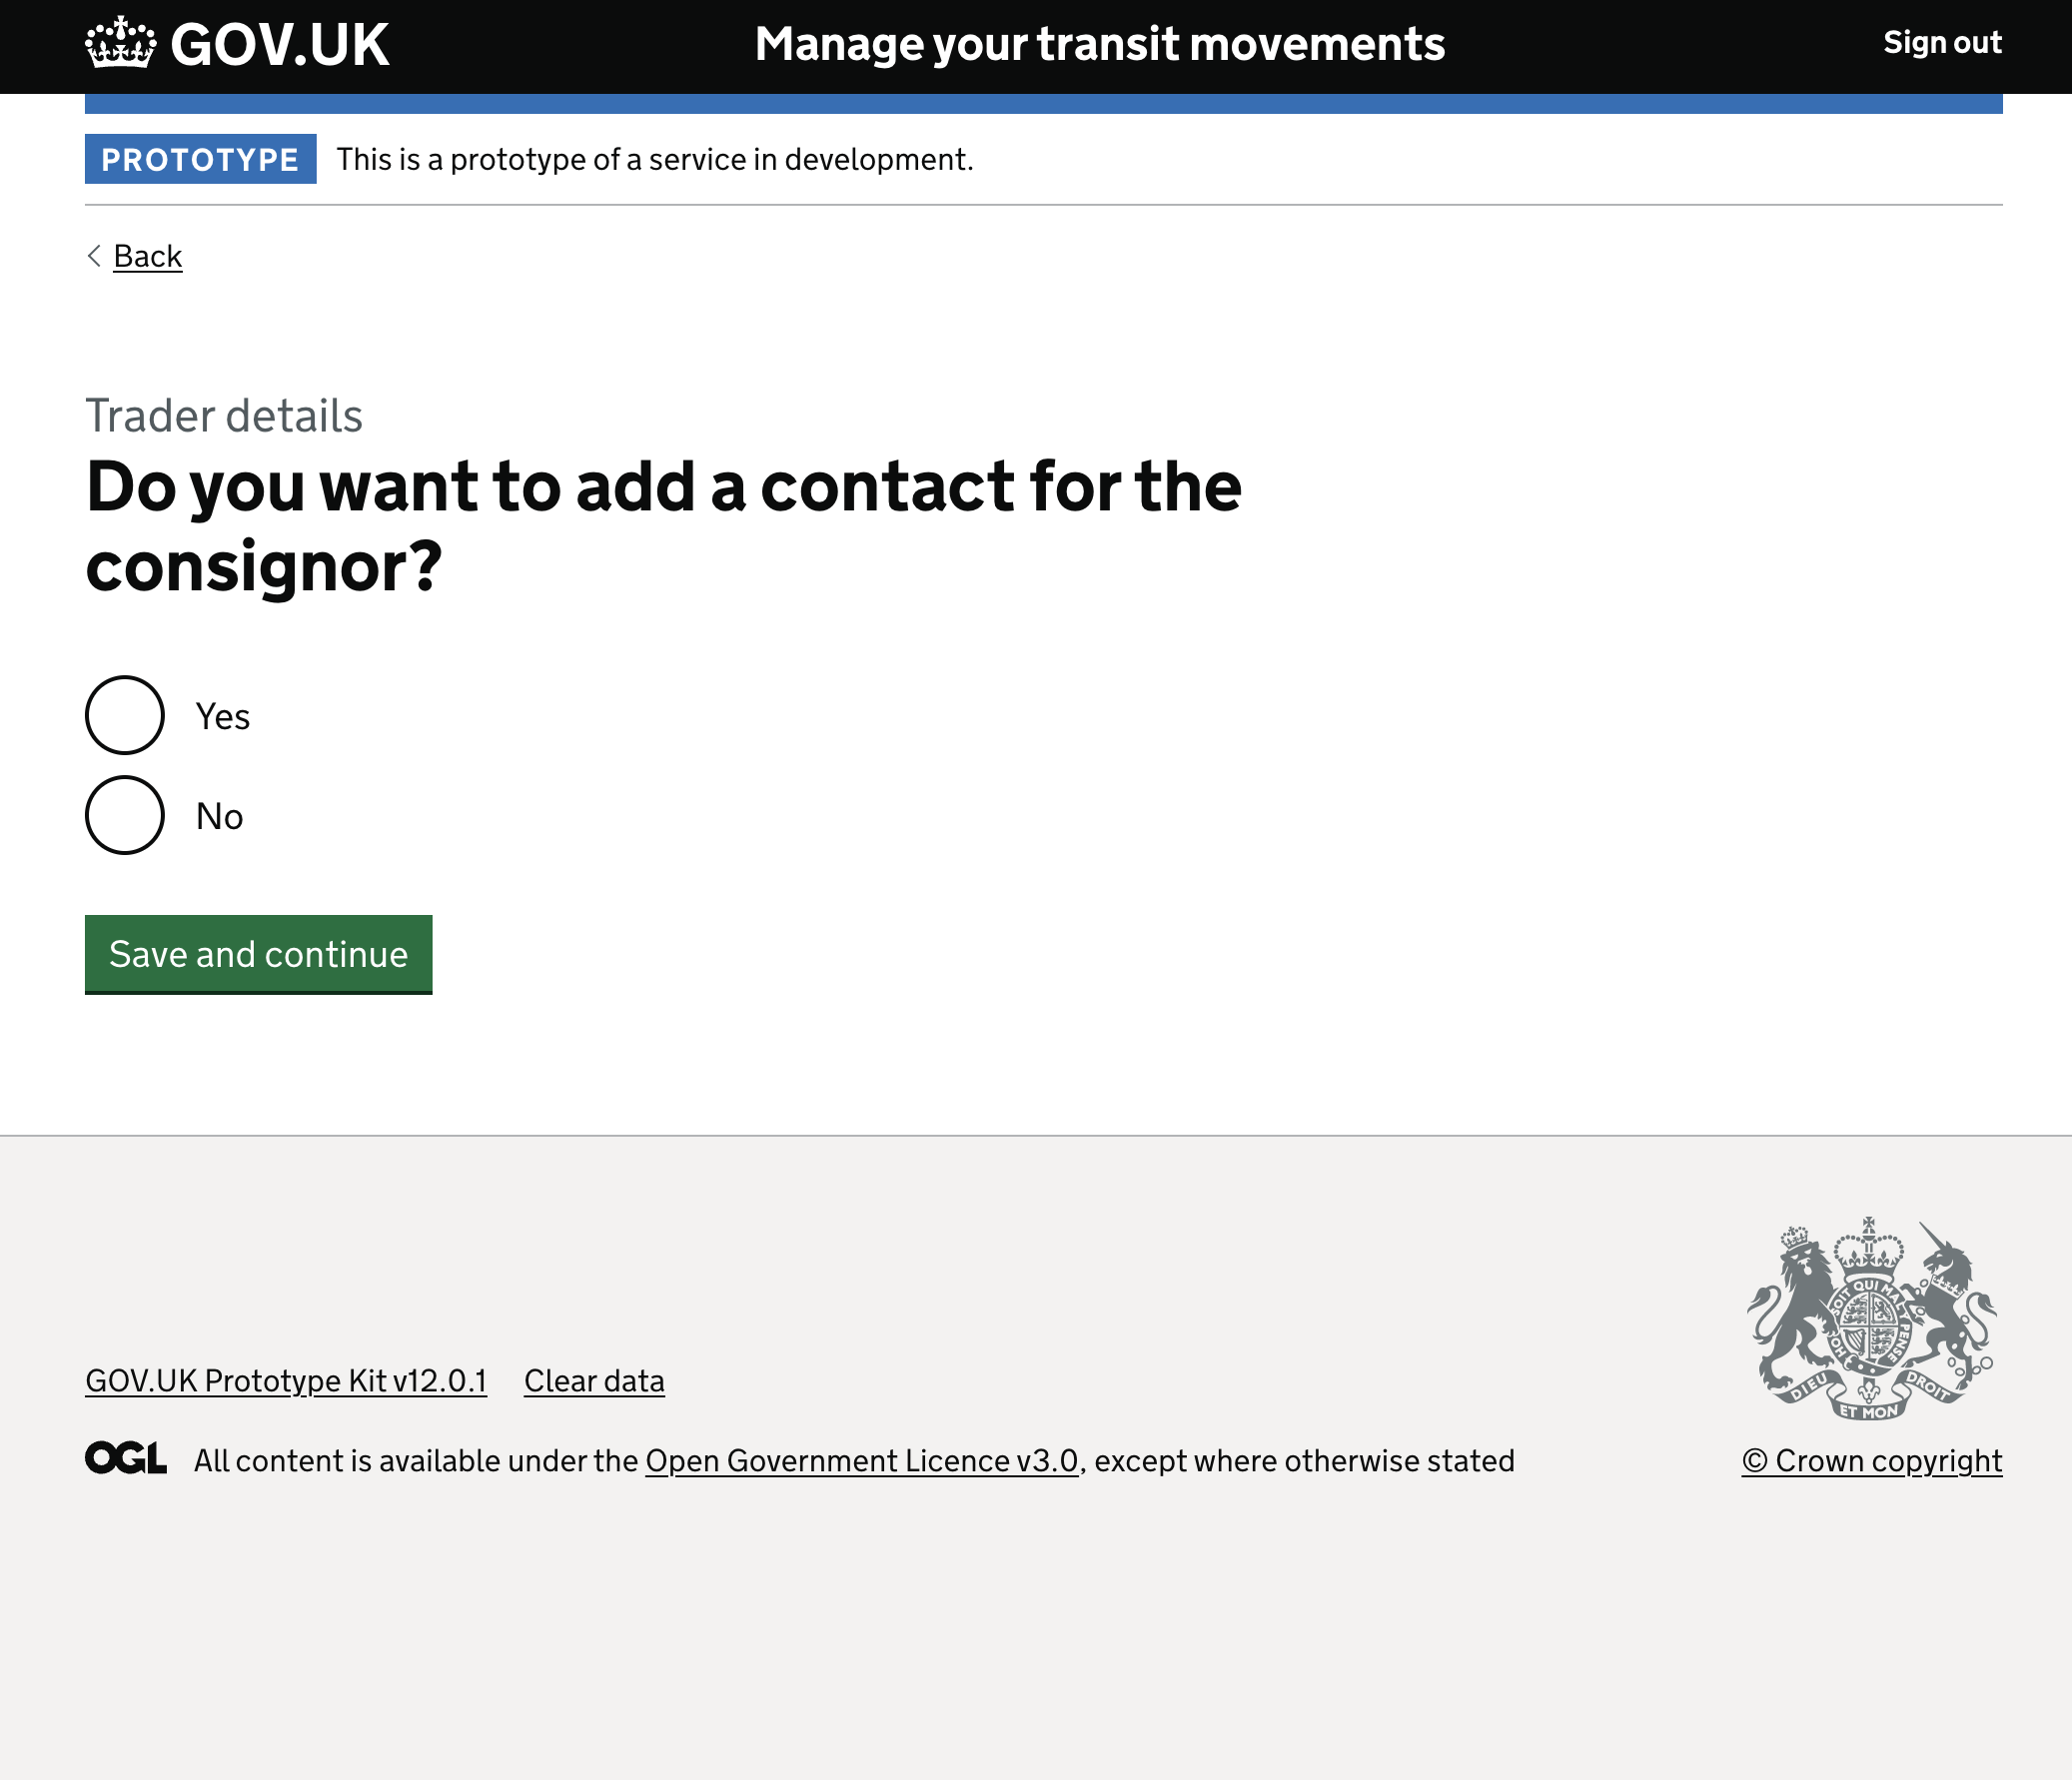 GOV.UK Manage your transit movements Sign out
PROTOTYPE This is a prototype of a service in development.
Back
Trader details
Do you want to add a contact for the
consignor?
Yes
No
Save and continue
GOV.UK Prototype Kit v12.0.1 Clear data
OGL All content is available under the Open Government Licence v3.0, except where otherwise stated
HONI SOIT QUI MAL Y PENSE
DIEU ET MON DROIT
© Crown copyright